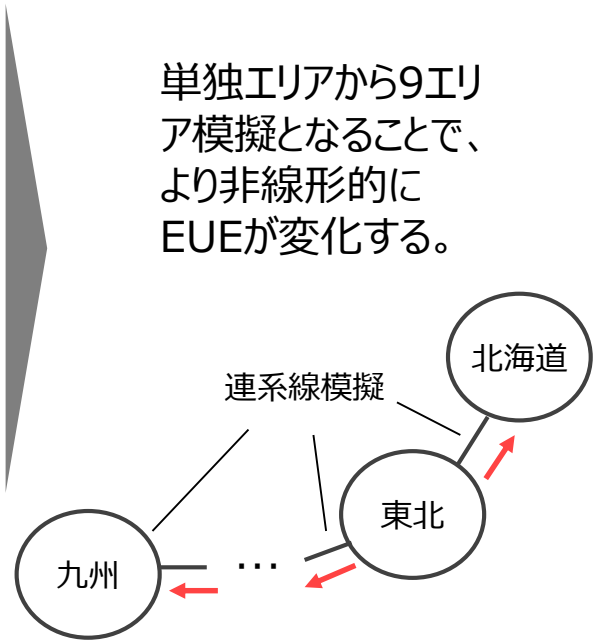 単独エリアから9エリ
ア模擬となることで、
より非線形的に
EUEが変化する。
北海道
連系線模擬
東北
九州
…